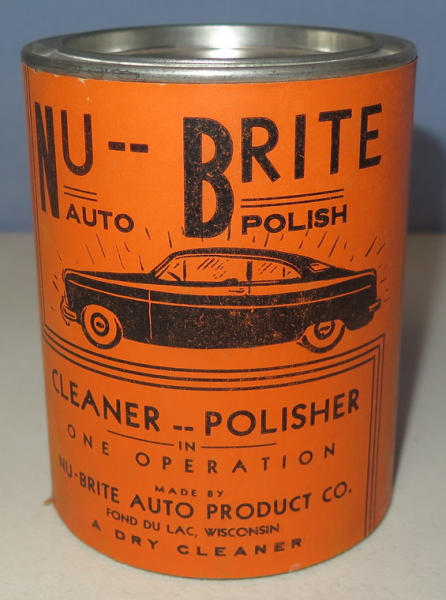 NU-- BRITE
AUTO POLISH
CLEANER -- POLISHER
IN
ONE OPERATION
MADE BY
NU-BRITE AUTO PRODUCT CO.
FOND DU LAC, WISCONSIN
A DRY CLEANER